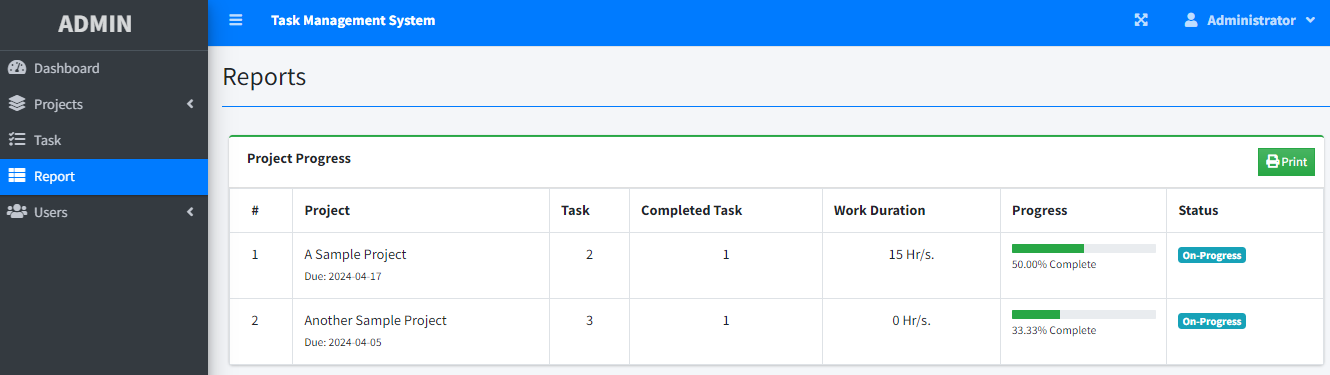 ADMIN
Task Management System
Administrator
Dashboard
Projects
Task
Report
Users
Reports
Project Progress
Print
# Project Task Completed Task Work Duration Progress Status
1 A Sample Project 2 1 15 Hr/s. On-Progress
Due: 2024-04-17 50.00% Complete
2 Another Sample Project 3 1 0 Hr/s. On-Progress
Due: 2024-04-05 33.33% Complete